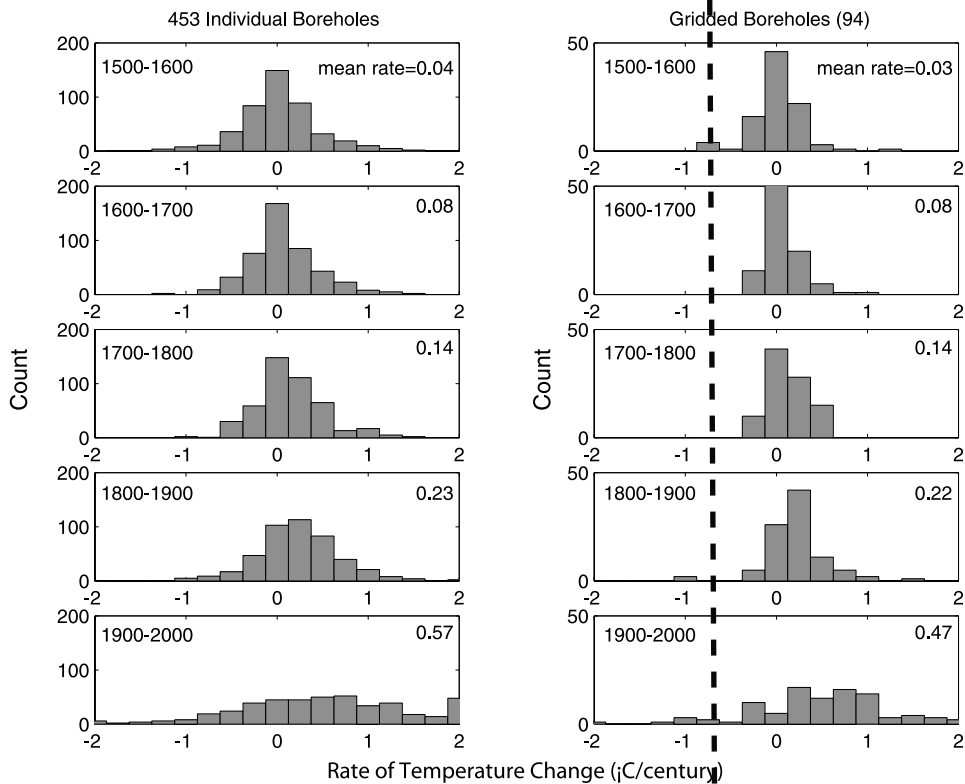 453 Individual Boreholes
200
1500-1600
mean rate=0.04
100
0
-2 -1 0 1 2
200
1600-1700
0.08
100
0
-2 -1 0 1 2
200
1700-1800
0.14
100
0
-2 -1 0 1 2
200
1800-1900
0.23
100
0
-2 -1 0 1 2
200
1900-2000
0.57
100
0
-2 -1 0 1 2
Count
Gridded Boreholes (94)
50
1500-1600
mean rate=0.03
0
-2 -1 0 1 2
50
1600-1700
0.08
0
-2 -1 0 1 2
50
1700-1800
0.14
0
-2 -1 0 1 2
50
1800-1900
0.22
0
-2 -1 0 1 2
50
1900-2000
0.47
0
-2 -1 0 1 2
Count
Rate of Temperature Change (¡C/century)